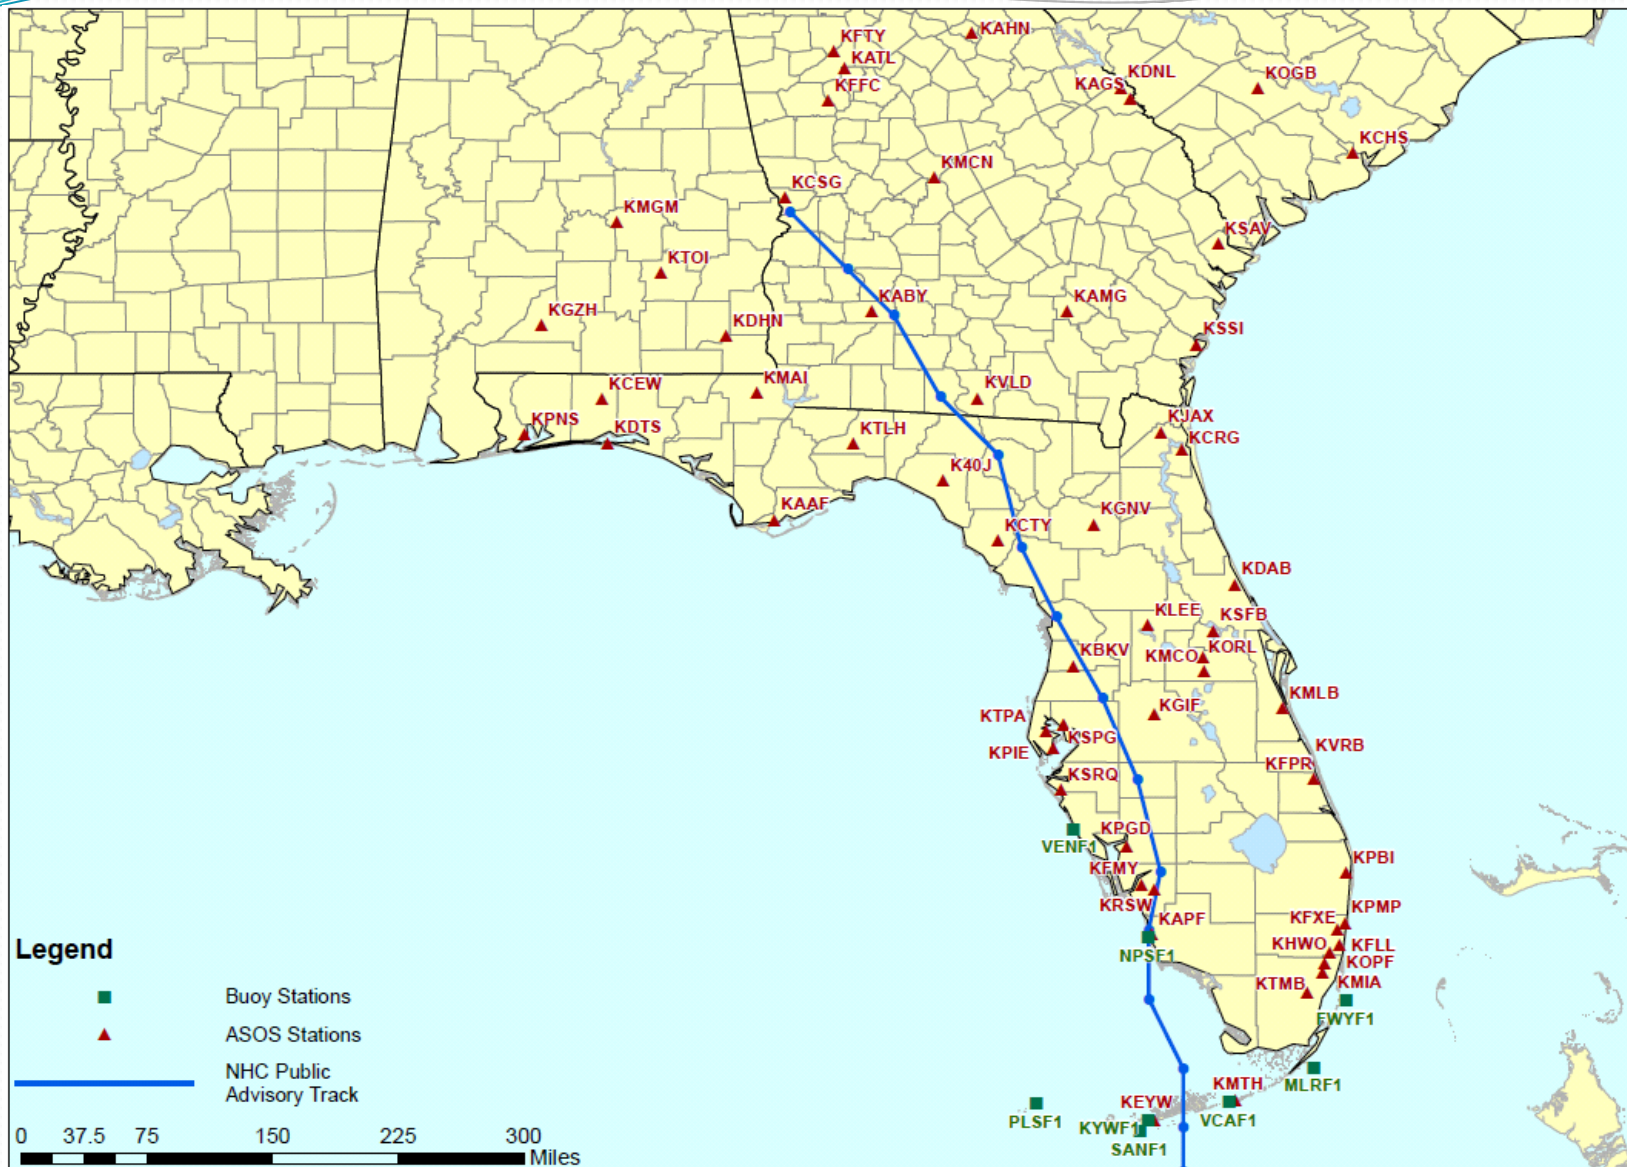 KFTY
KAHN
KATL
KFFC
KAGS
KDNL
KOGB
KCHS
KMCN
KCSG
KMGM
KSAV
KTOI
KABY
KAMG
KGZH
KDHN
KSSI
KMAI
KVLD
KCEW
KPNS
KDTS
KTLH
KJAX
KCRG
K40J
KAAF
KCTY
KGNV
KDAB
KLEE
KSFB
KBKV
KMCO
KORL
KMLB
KGIF
KTPA
KSPG
KPIE
KVRB
KFPR
KSRQ
KPGD
VENF1
KPBI
KFMY
KRSW
KAPF
KPMP
KFXE
KHWO
KFLL
NPSF1
KOPF
KTMB
KMIA
FWYF1
KMTH
MLRF1
KEYW
PLSF1
KYWF1
VCAF1
SANF1
Legend
Buoy Stations
ASOS Stations
NHC Public
Advisory Track
0 37.5 75 150 225 300
Miles